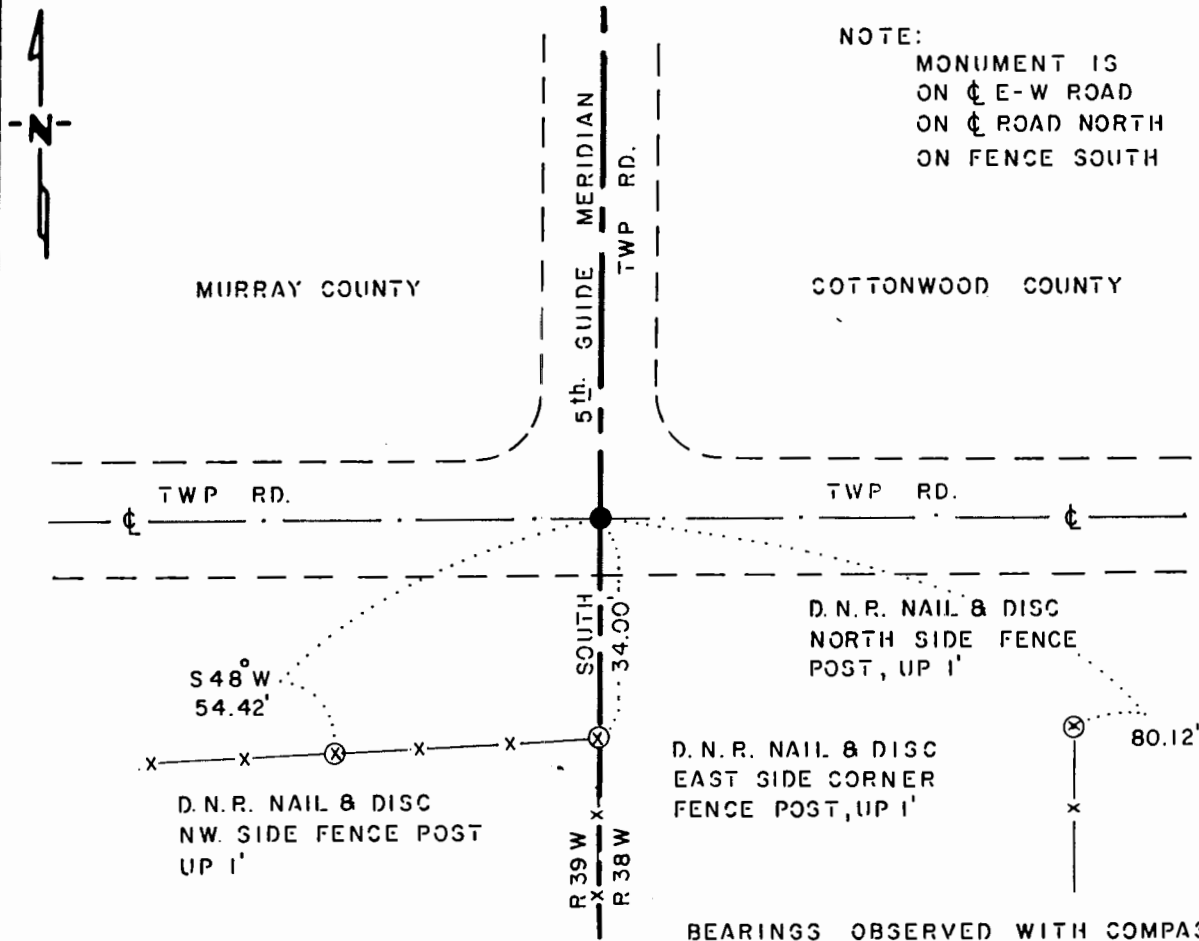 N
NOTE:
MONUMENT IS
ON ℄ E-W ROAD
ON ℄ ROAD NORTH
ON FENCE SOUTH
5th. GUIDE MERIDIAN
TWP RD.
MURRAY COUNTY
COTTONWOOD COUNTY
TWP RD.
TWP RD.
℄
℄
SOUTH
34.00'
D.N.R. NAIL & DISC
NORTH SIDE FENCE
POST, UP 1'
S 48° W
54.42'
80.12'
D.N.R. NAIL & DISC
EAST SIDE CORNER
FENCE POST, UP 1'
D.N.R. NAIL & DISC
NW. SIDE FENCE POST
UP 1'
R 39 W
R 38 W
BEARINGS OBSERVED WITH